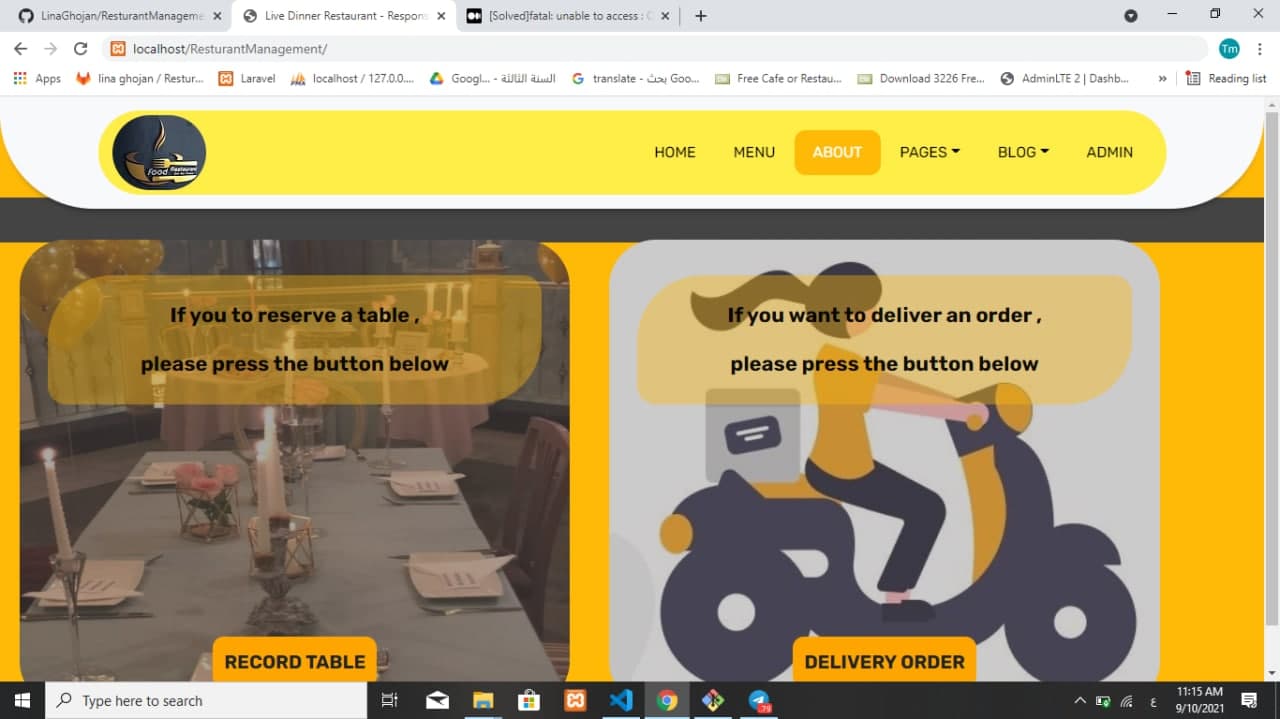 LinaGhojan/ResturantManageme
Live Dinner Restaurant - Respons
[Solved]fatal: unable to access : C
localhost/ResturantManagement/
Tm
Apps
lina ghojan / Restur...
Laravel
localhost / 127.0.0....
Googl... - السنة الثالثة
translate - بحث Goo...
Free Cafe or Restau...
Download 3226 Fre...
AdminLTE 2 | Dashb...
»
Reading list
food Restaurant
HOME
MENU
ABOUT
PAGES
BLOG
ADMIN
If you to reserve a table ,
please press the button below
RECORD TABLE
If you want to deliver an order ,
please press the button below
DELIVERY ORDER
Type here to search
79
ع
11:15 AM
9/10/2021